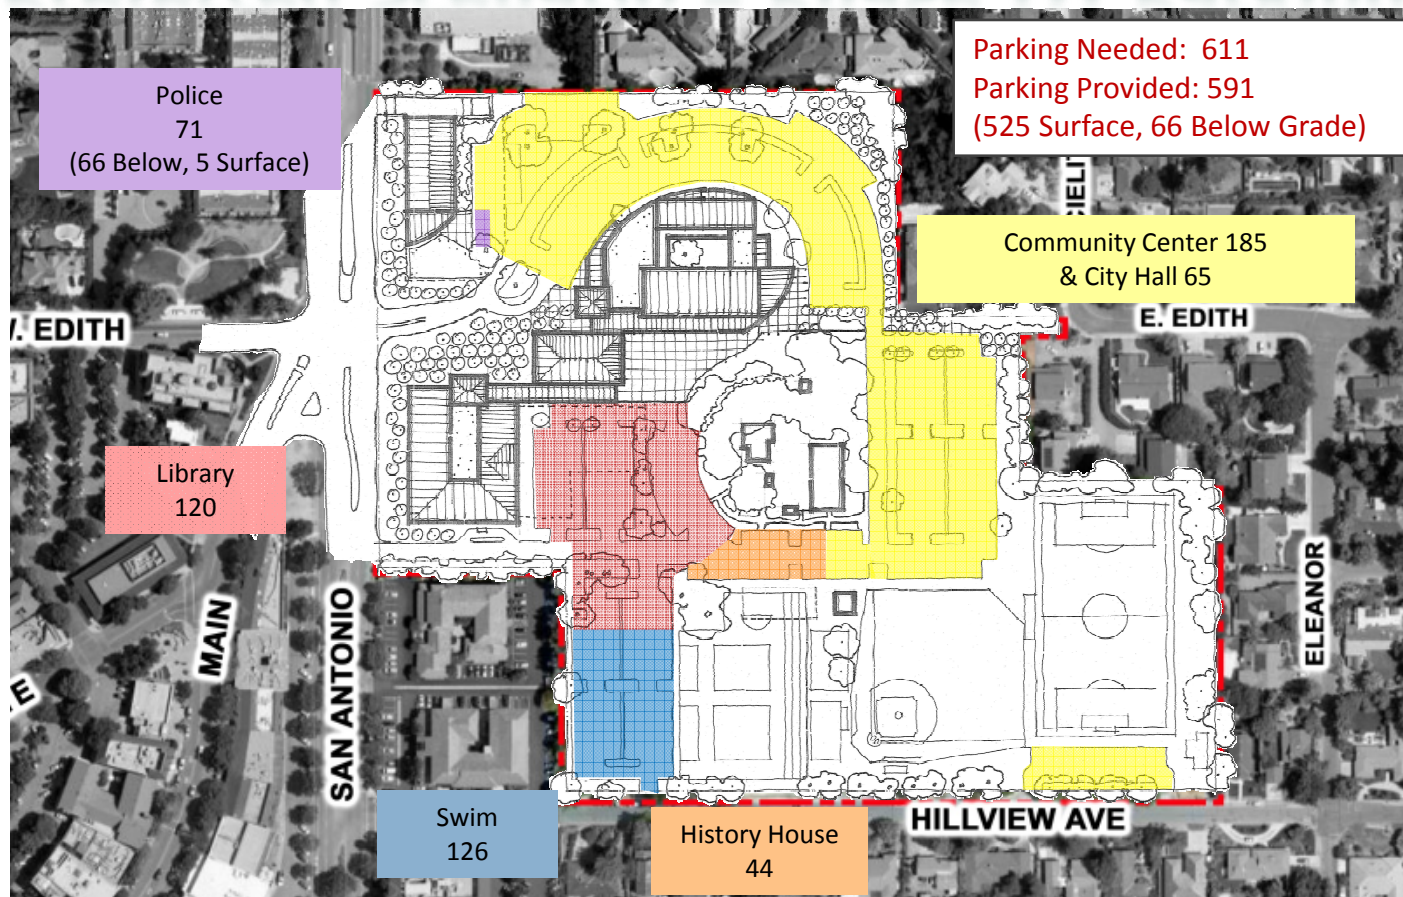 Parking Needed: 611
Parking Provided: 591
(525 Surface, 66 Below Grade)
Police
71
(66 Below, 5 Surface)
Community Center 185
& City Hall 65
E. EDITH
. EDITH
Library
120
MAIN
SAN ANTONIO
ELEANOR
Swim
126
History House
44
HILLVIEW AVE